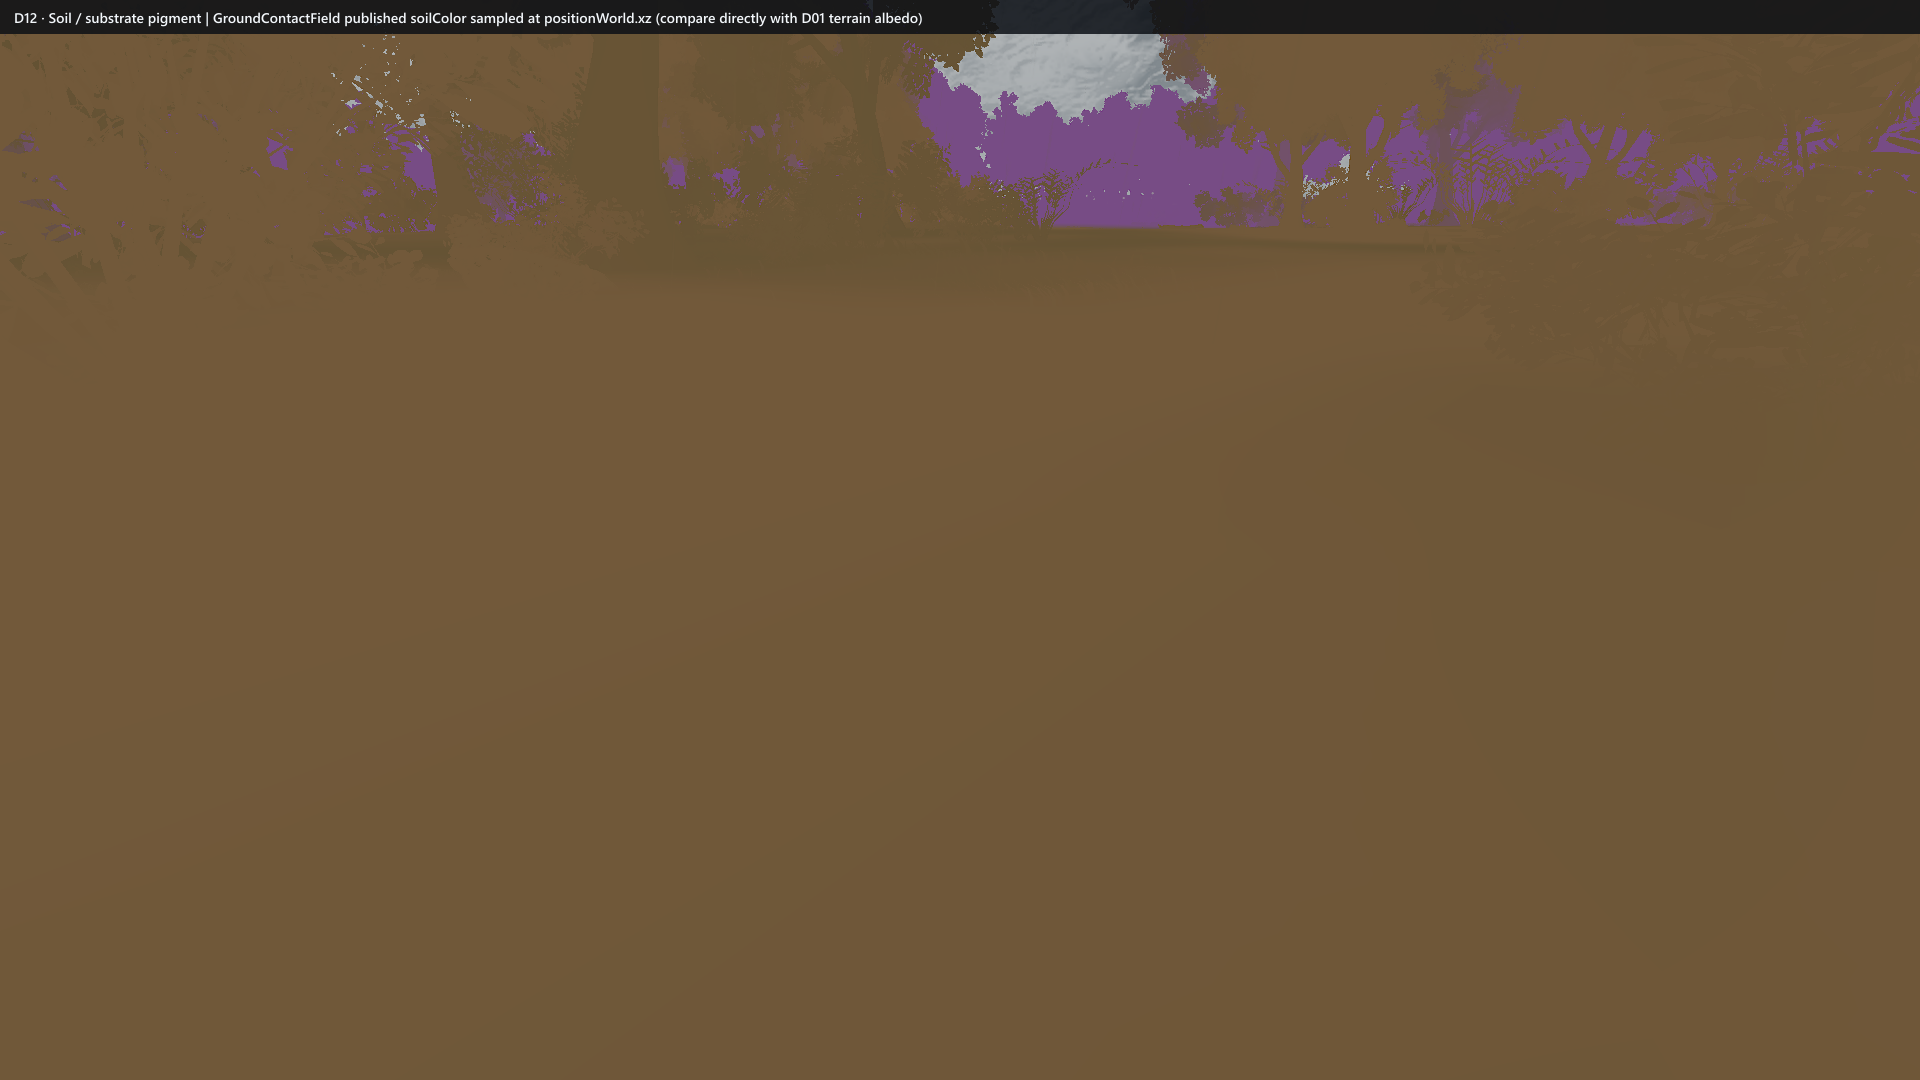 D12 · Soil / substrate pigment | GroundContactField published soilColor sampled at positionWorld.xz (compare directly with D01 terrain albedo)